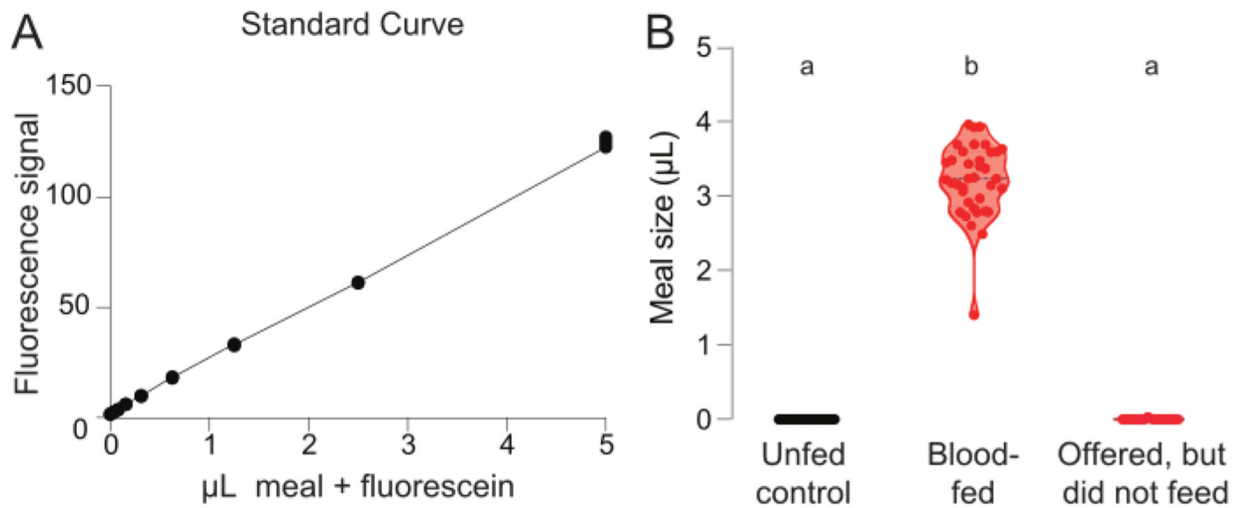 A
Standard Curve
150
100
50
0
Fluorescence signal
0 1 2 3 4 5
µL meal + fluorescein
B
5
4
3
2
1
0
Meal size (µL)
a b a
Unfed
control
Blood-
fed
Offered, but
did not feed